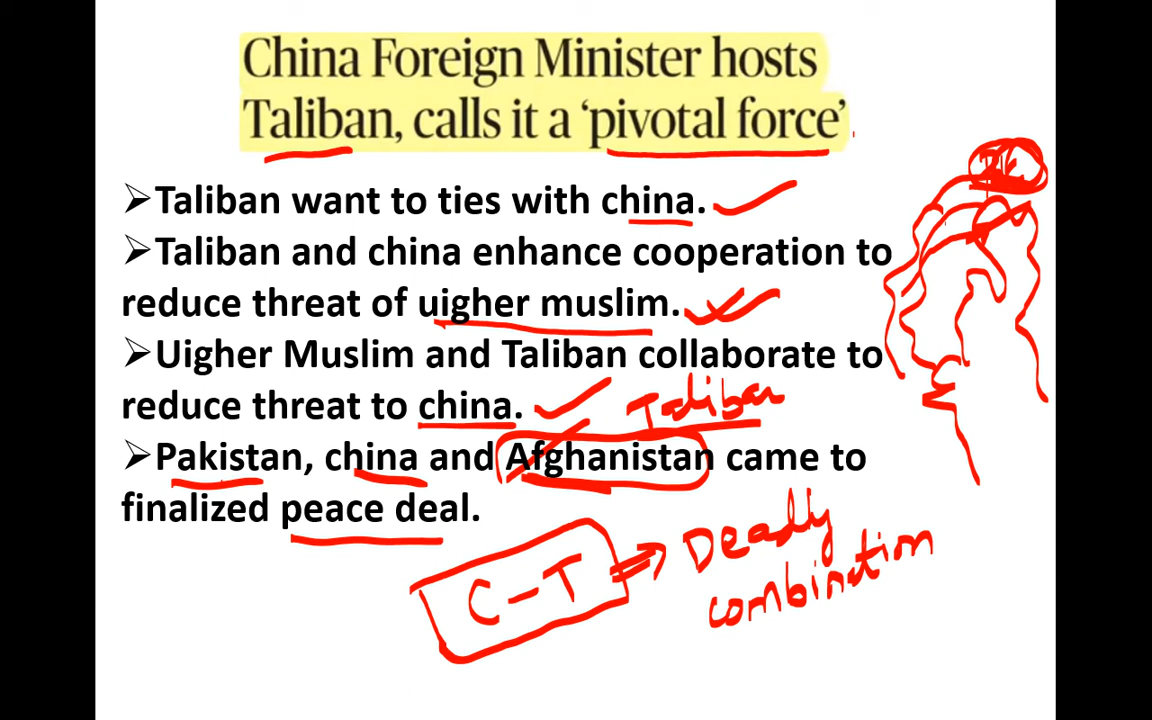 China Foreign Minister hosts
Taliban, calls it a ‘pivotal force’
➢Taliban want to ties with china.
➢Taliban and china enhance cooperation to
reduce threat of uigher muslim.
➢Uigher Muslim and Taliban collaborate to
reduce threat to china.
Taliban
➢Pakistan, china and Afghanistan came to
finalized peace deal.
C-T ⇒ Deadly
combination